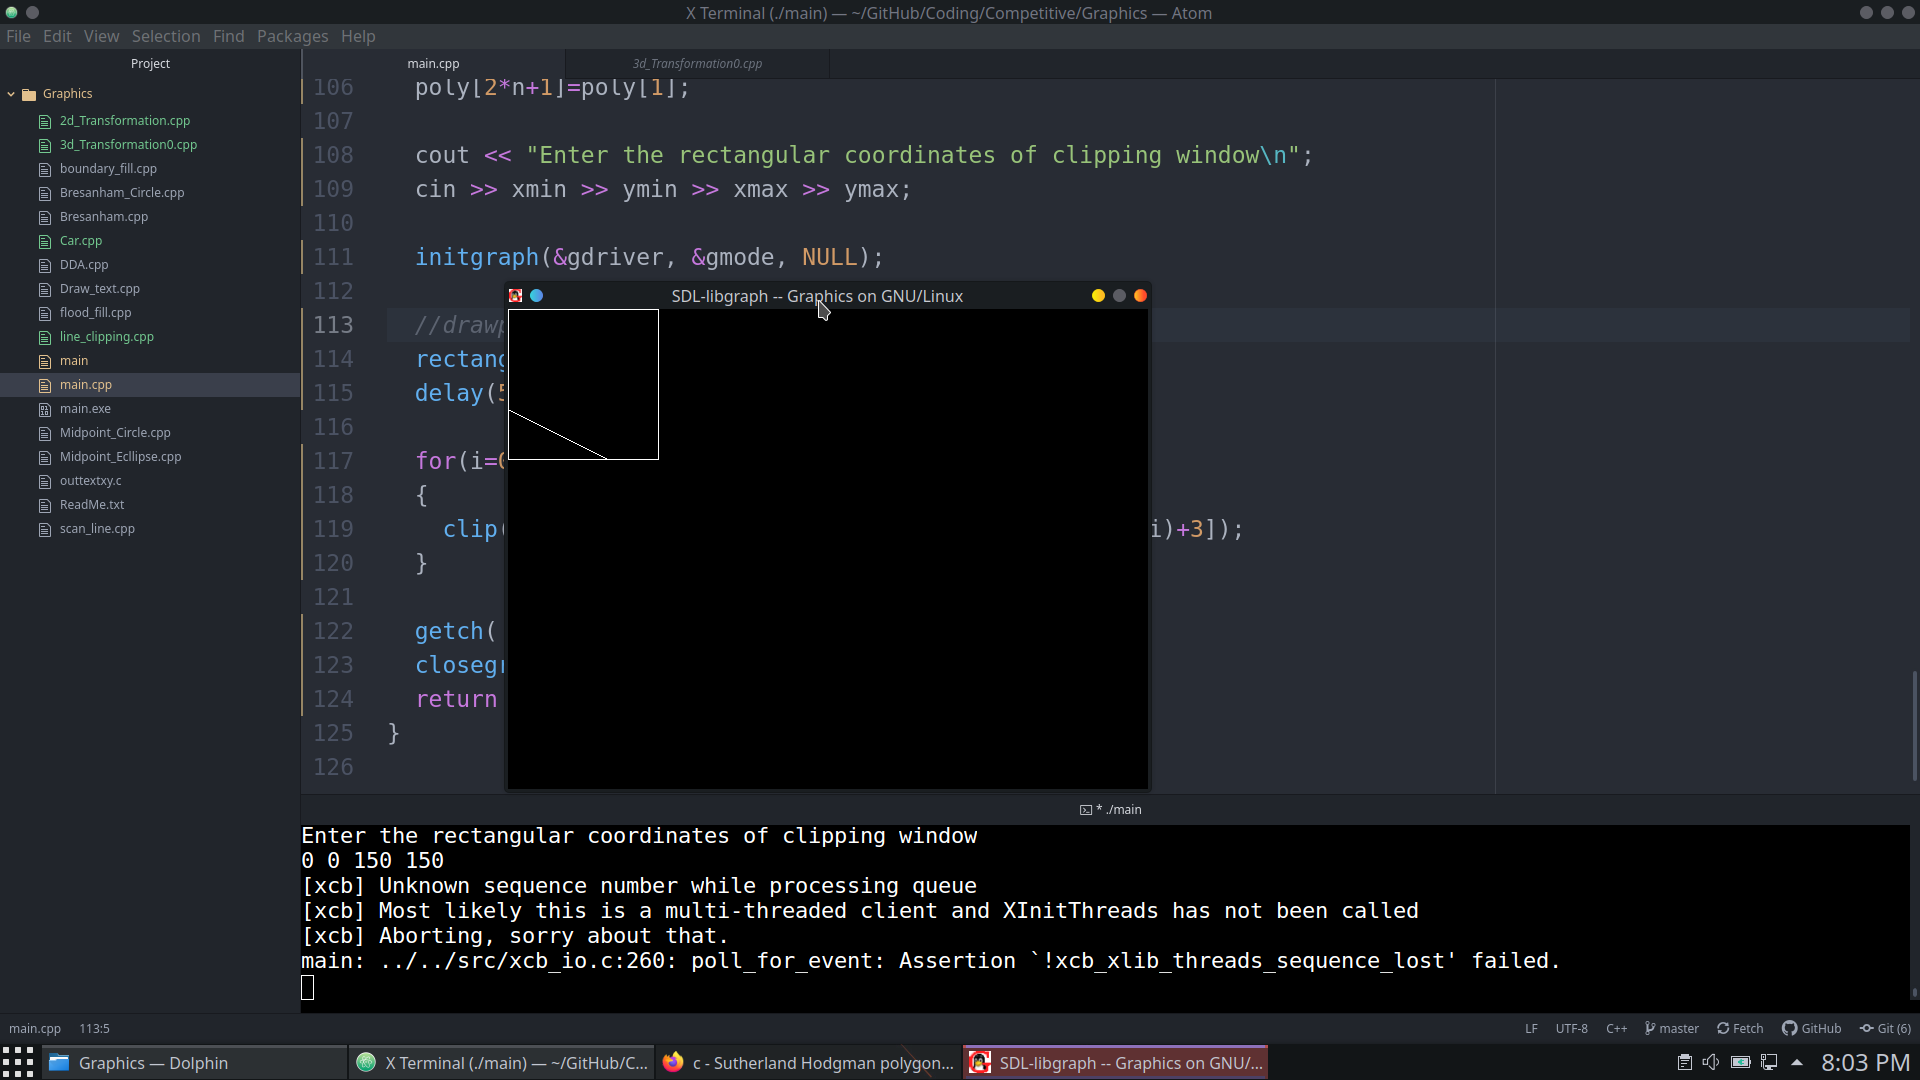 X Terminal (./main) — ~/GitHub/Coding/Competitive/Graphics — Atom
File Edit View Selection Find Packages Help
Project
main.cpp
3d_Transformation0.cpp
Graphics
2d_Transformation.cpp
3d_Transformation0.cpp
boundary_fill.cpp
Bresanham_Circle.cpp
Bresanham.cpp
Car.cpp
DDA.cpp
Draw_text.cpp
flood_fill.cpp
line_clipping.cpp
main
main.cpp
main.exe
Midpoint_Circle.cpp
Midpoint_Ecllipse.cpp
outtextxy.c
ReadMe.txt
scan_line.cpp
106 poly[2*n+1]=poly[1];
107
108 cout << "Enter the rectangular coordinates of clipping window\n";
109 cin >> xmin >> ymin >> xmax >> ymax;
110
111 initgraph(&gdriver, &gmode, NULL);
112
113 //drawp
114 rectang
115 delay(5
116
117 for(i=0
118 {
119 clip( i)+3]);
120 }
121
122 getch(
123 closegr
124 return
125 }
126
SDL-libgraph -- Graphics on GNU/Linux
* ./main
Enter the rectangular coordinates of clipping window
0 0 150 150
[xcb] Unknown sequence number while processing queue
[xcb] Most likely this is a multi-threaded client and XInitThreads has not been called
[xcb] Aborting, sorry about that.
main: ../../src/xcb_io.c:260: poll_for_event: Assertion `!xcb_xlib_threads_sequence_lost' failed.
main.cpp 113:5 LF UTF-8 C++ master Fetch GitHub Git (6)
Graphics — Dolphin
X Terminal (./main) — ~/GitHub/C...
c - Sutherland Hodgman polygon...
SDL-libgraph -- Graphics on GNU/...
8:03 PM